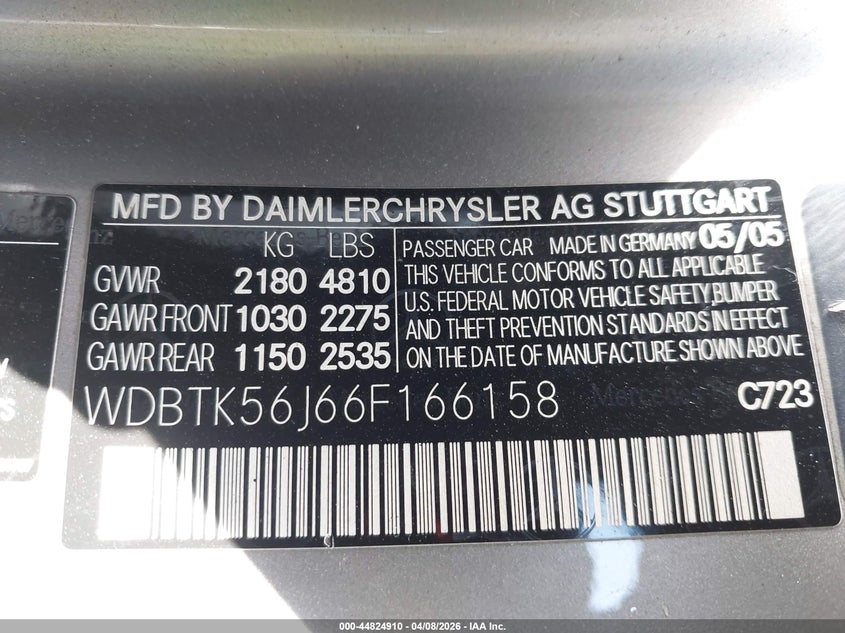 MFD BY DAIMLERCHRYSLER AG STUTTGART
KG LBS
GVWR 2180 4810
GAWR FRONT 1030 2275
GAWR REAR 1150 2535
PASSENGER CAR MADE IN GERMANY 05/05
THIS VEHICLE CONFORMS TO ALL APPLICABLE
U.S. FEDERAL MOTOR VEHICLE SAFETY, BUMPER
AND THEFT PREVENTION STANDARDS IN EFFECT
ON THE DATE OF MANUFACTURE SHOWN ABOVE
WDBTK56J66F166158
C723
000-44824910 - 04/08/2026 - IAA Inc.